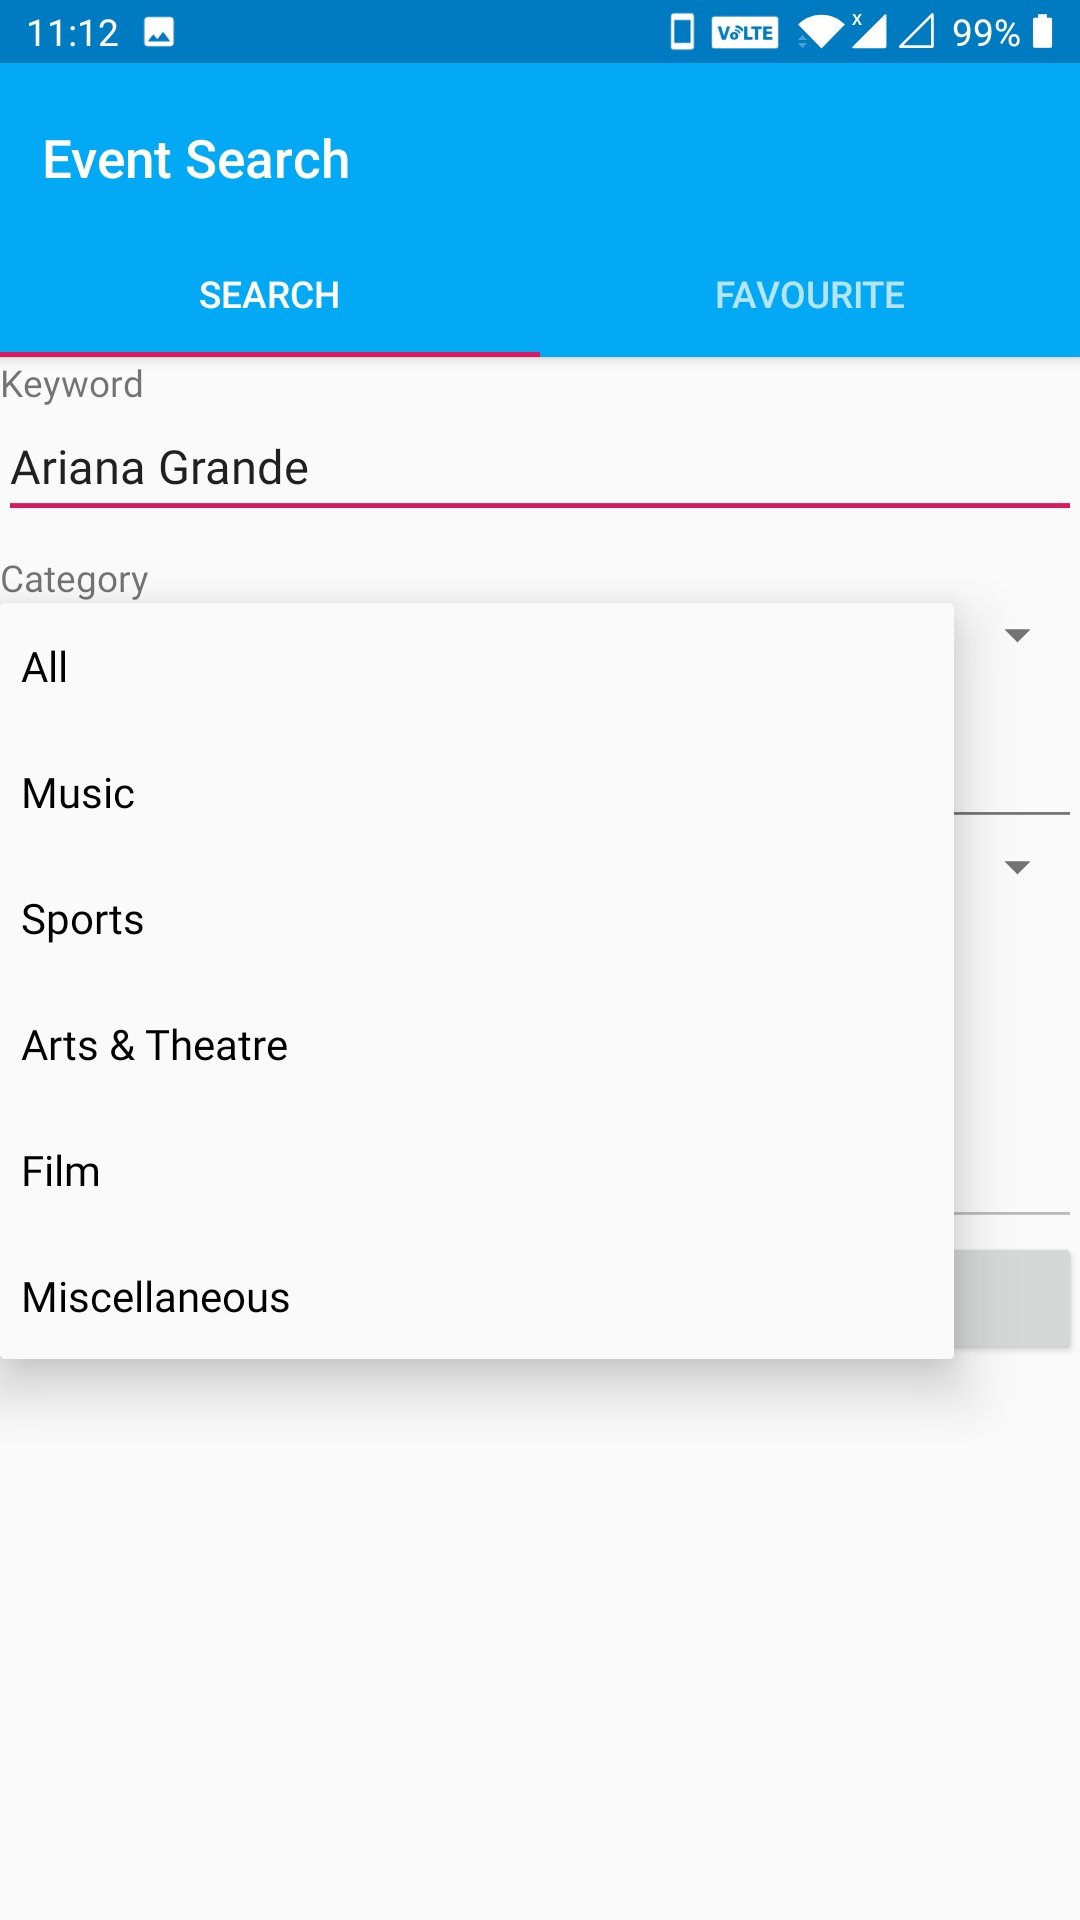 11:12 VoLTE x 99%
Event Search
SEARCH FAVOURITE
Keyword
Ariana Grande
Category
All
Music
Sports
Arts & Theatre
Film
Miscellaneous